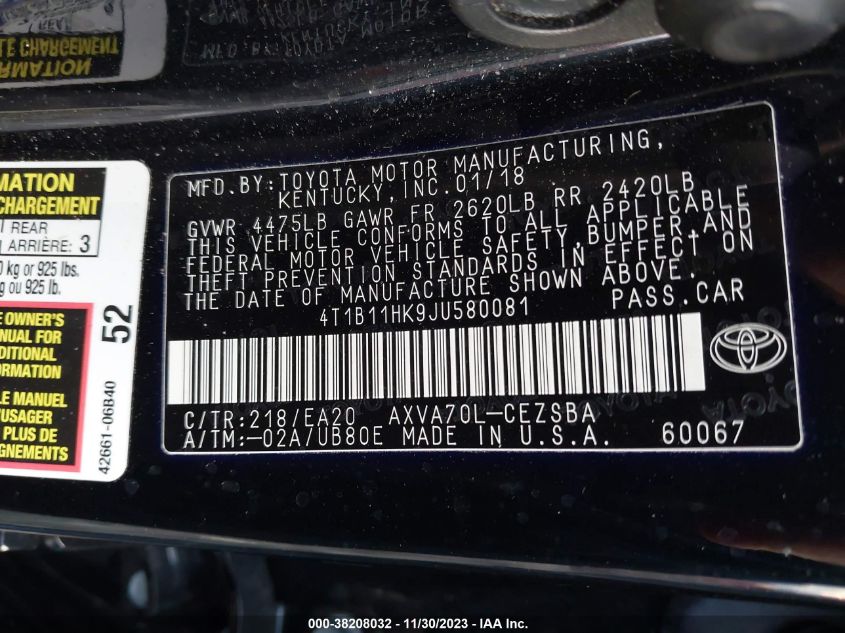 MFD. BY: TOYOTA MOTOR MANUFACTURING,
KENTUCKY, INC. 01/18
GVWR 4475LB GAWR FR 2620LB RR 2420LB
THIS VEHICLE CONFORMS TO ALL APPLICABLE
FEDERAL MOTOR VEHICLE SAFETY, BUMPER, AND
THEFT PREVENTION STANDARDS IN EFFECT ON
THE DATE OF MANUFACTURE SHOWN ABOVE.
4T1B11HK9JU580081 PASS. CAR
C/TR: 218/EA20 AXVA70L-CEZSBA
A/TM: -02A/UB80E MADE IN U.S.A. 60067
MATION
CHARGEMENT
REAR
ARRIÈRE: 3
kg or 925 lbs.
kg ou 925 lb.
OWNER'S
MANUAL FOR
DITIONAL
FORMATION
LE MANUEL
'USAGER
PLUS DE
GNEMENTS
52
42661-06B40
000-38208032 - 11/30/2023 - IAA Inc.